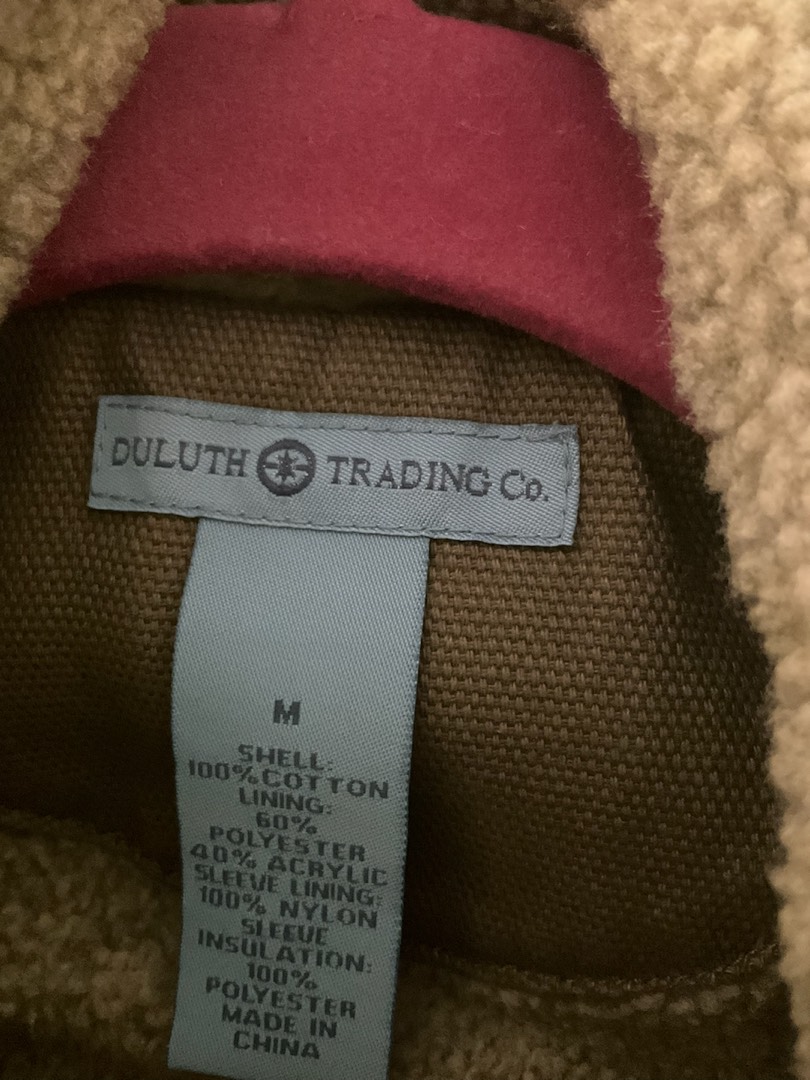 DULUTH TRADING Co.
M
SHELL:
100%COTTON
LINING:
60%
POLYESTER
40% ACRYLIC
SLEEVE LINING:
100% NYLON
SLEEVE
INSULATION:
100%
POLYESTER
MADE IN
CHINA